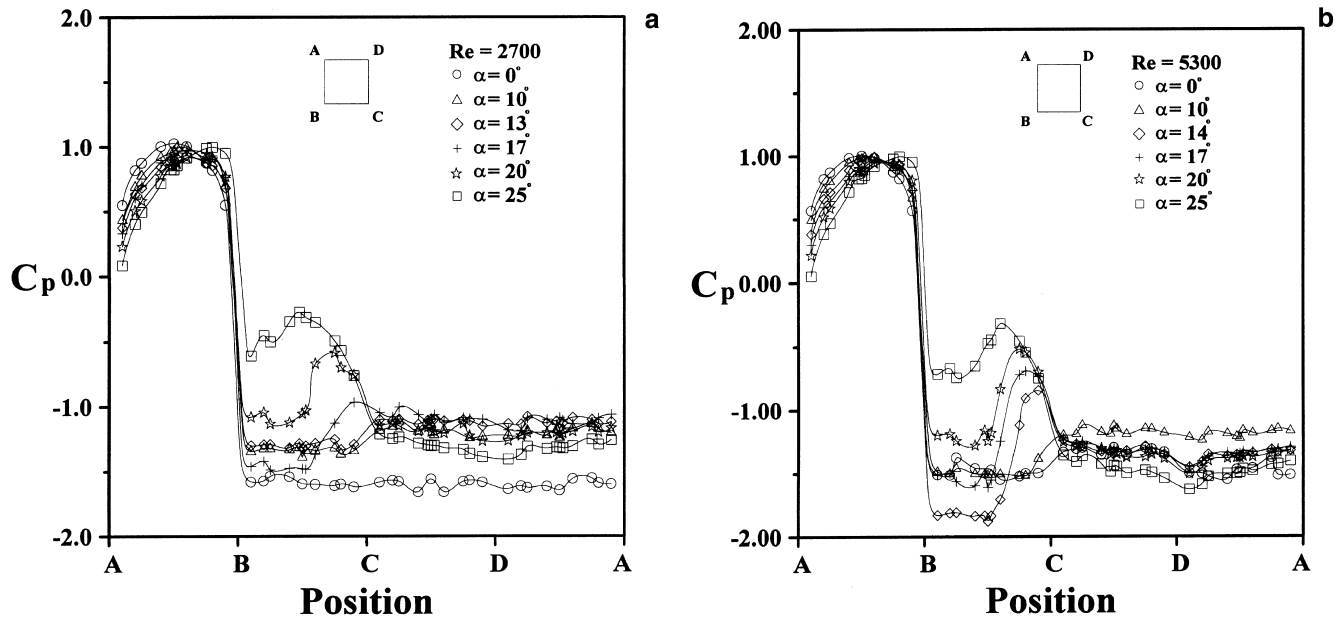 a
2.0
1.0
0.0
-1.0
-2.0
Cp
A D
B C
Re = 2700
α = 0°
α = 10°
α = 13°
α = 17°
α = 20°
α = 25°
A B C D A
Position
b
2.00
1.00
0.00
-1.00
-2.00
Cp
A D
B C
Re = 5300
α = 0°
α = 10°
α = 14°
α = 17°
α = 20°
α = 25°
A B C D A
Position